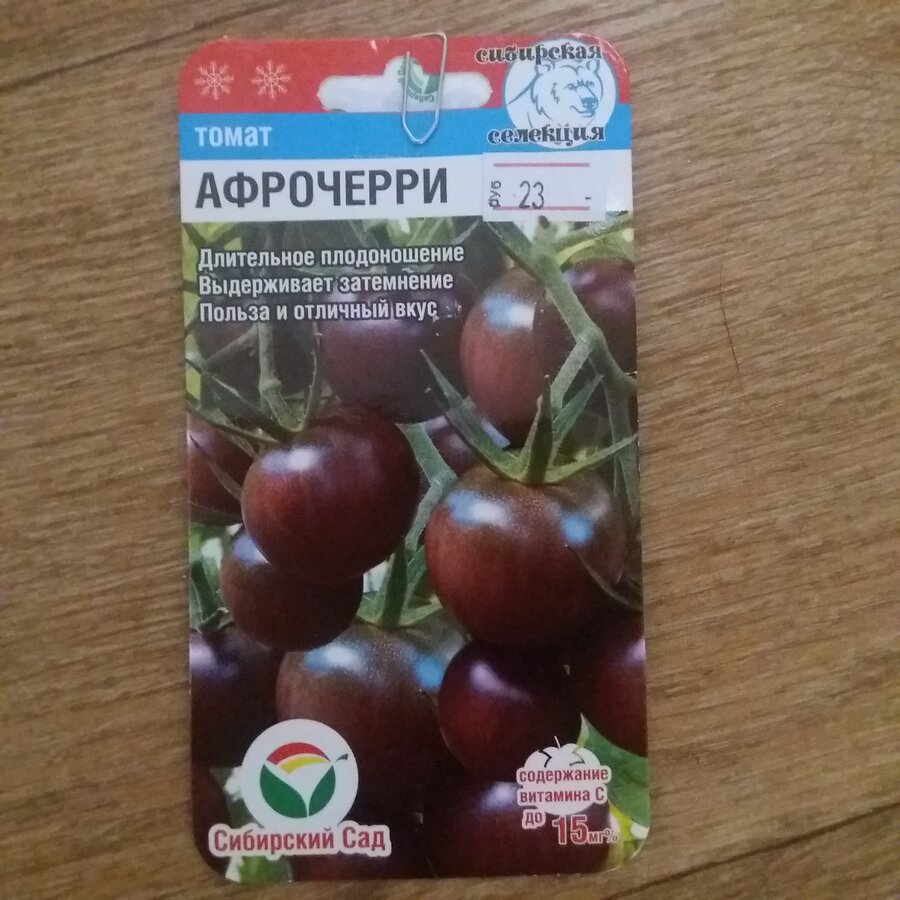 сибирская
селекция
томат
АФРОЧЕРРИ
руб 23 -
Длительное плодоношение
Выдерживает затемнение
Польза и отличный вкус
Сибирский Сад
содержание
витамина С
до 15мг%